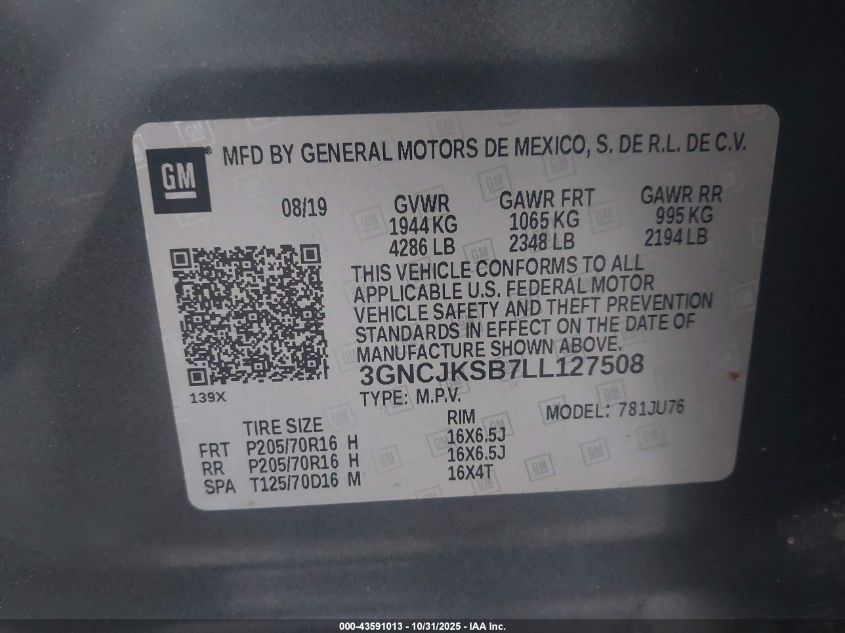 GM
® MFD BY GENERAL MOTORS DE MEXICO, S. DE R.L. DE C.V.
08/19 GVWR GAWR FRT GAWR RR
1944 KG 1065 KG 995 KG
4286 LB 2348 LB 2194 LB
THIS VEHICLE CONFORMS TO ALL
APPLICABLE U.S. FEDERAL MOTOR
VEHICLE SAFETY AND THEFT PREVENTION
STANDARDS IN EFFECT ON THE DATE OF
MANUFACTURE SHOWN ABOVE.
3GNCJKSB7LL127508
139X
TYPE: M.P.V. MODEL: 781JU76
TIRE SIZE RIM
FRT P205/70R16 H 16X6.5J
RR P205/70R16 H 16X6.5J
SPA T125/70D16 M 16X4T
000-43591013 - 10/31/2025 - IAA Inc.